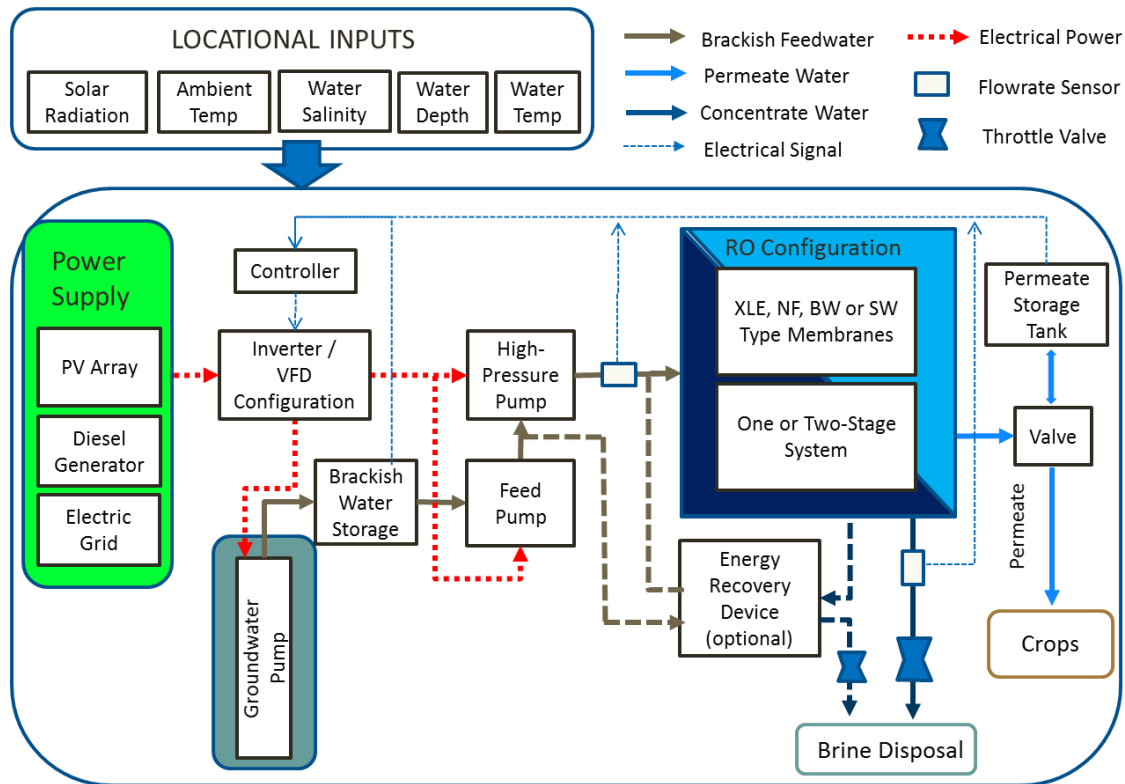 LOCATIONAL INPUTS
Solar
Radiation
Ambient
Temp
Water
Salinity
Water
Depth
Water
Temp
Brackish Feedwater
Permeate Water
Concentrate Water
Electrical Signal
Electrical Power
Flowrate Sensor
Throttle Valve
Power
Supply
PV Array
Diesel
Generator
Electric
Grid
Controller
Inverter /
VFD
Configuration
Brackish
Water
Storage
Groundwater
Pump
High-
Pressure
Pump
Feed
Pump
RO Configuration
XLE, NF, BW or SW
Type Membranes
One or Two-Stage
System
Energy
Recovery
Device
(optional)
Permeate
Storage
Tank
Valve
Permeate
Crops
Brine Disposal